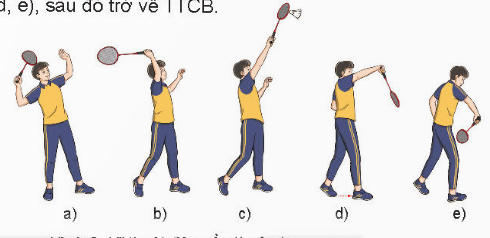 d, e), sau đó trở về TTCB.
a) b) c) d) e)